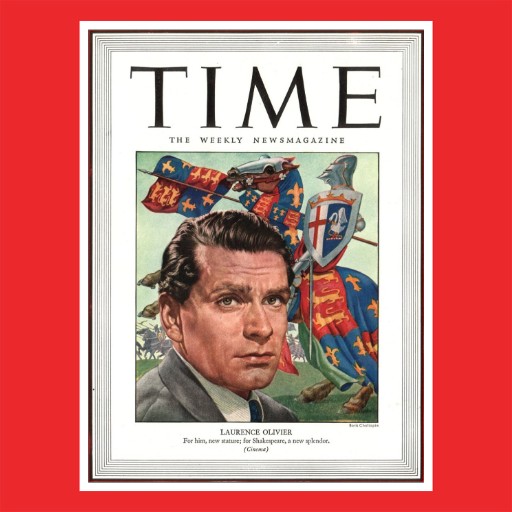 TIME
THE WEEKLY NEWSMAGAZINE
LAURENCE OLIVIER
For him, new stature; for Shakespeare, a new splendor.
(Cinema)